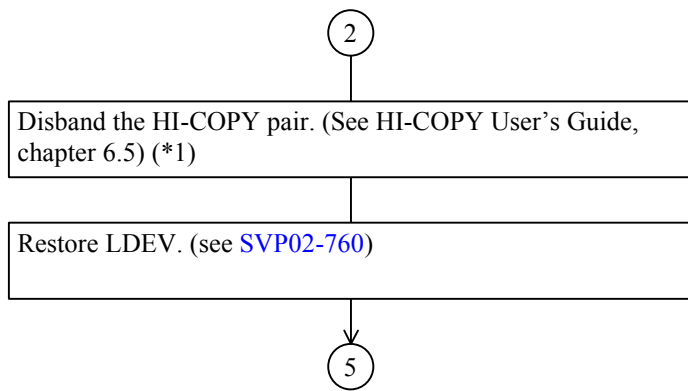 2
Disband the HI-COPY pair. (See HI-COPY User's Guide,
chapter 6.5) (*1)
Restore LDEV. (see SVP02-760)
5